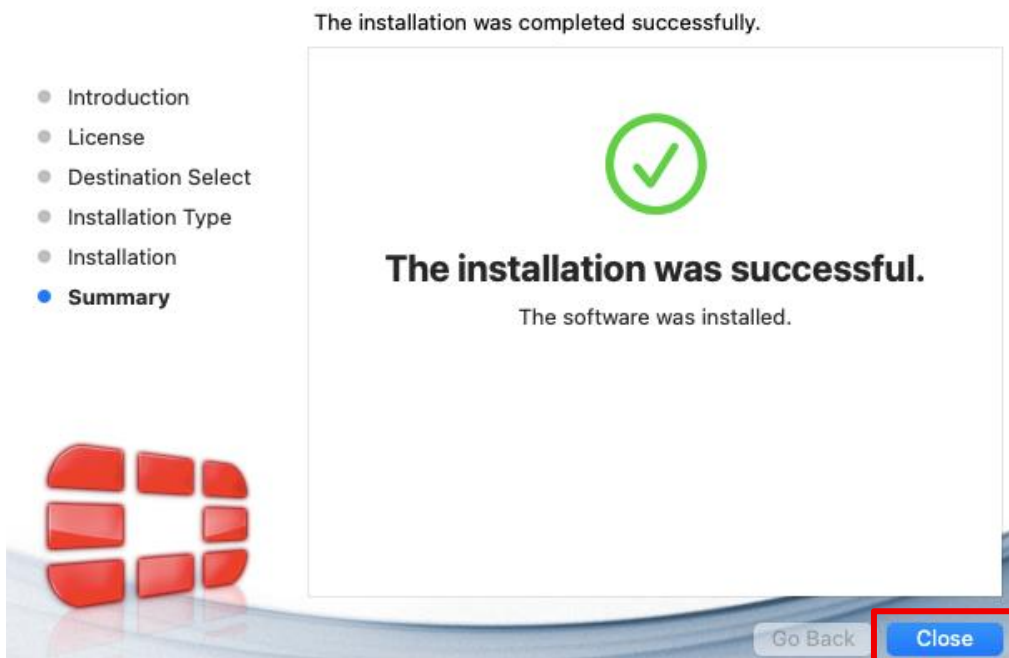 The installation was completed successfully.
Introduction
License
Destination Select
Installation Type
Installation
Summary
The installation was successful.
The software was installed.
Go Back
Close